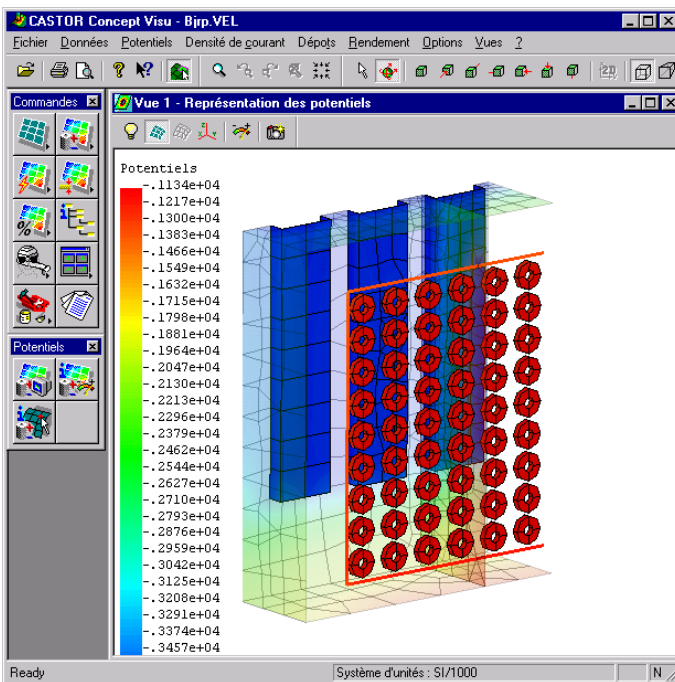 CASTOR Concept Visu - Bjrp.VEL
Fichier Données Potentiels Densité de courant Dépots Rendement Options Vues ?
Commandes
Vue 1 - Représentation des potentiels
Potentiels
-.1134e+04
-.1217e+04
-.1300e+04
-.1383e+04
-.1466e+04
-.1549e+04
-.1632e+04
-.1715e+04
-.1798e+04
-.1881e+04
-.1964e+04
-.2047e+04
-.2130e+04
-.2213e+04
-.2296e+04
-.2379e+04
-.2462e+04
-.2544e+04
-.2627e+04
-.2710e+04
-.2793e+04
-.2876e+04
-.2959e+04
-.3042e+04
-.3125e+04
-.3208e+04
-.3291e+04
-.3374e+04
-.3457e+04
Potentiels
Ready Système d'unités : SI/1000 N